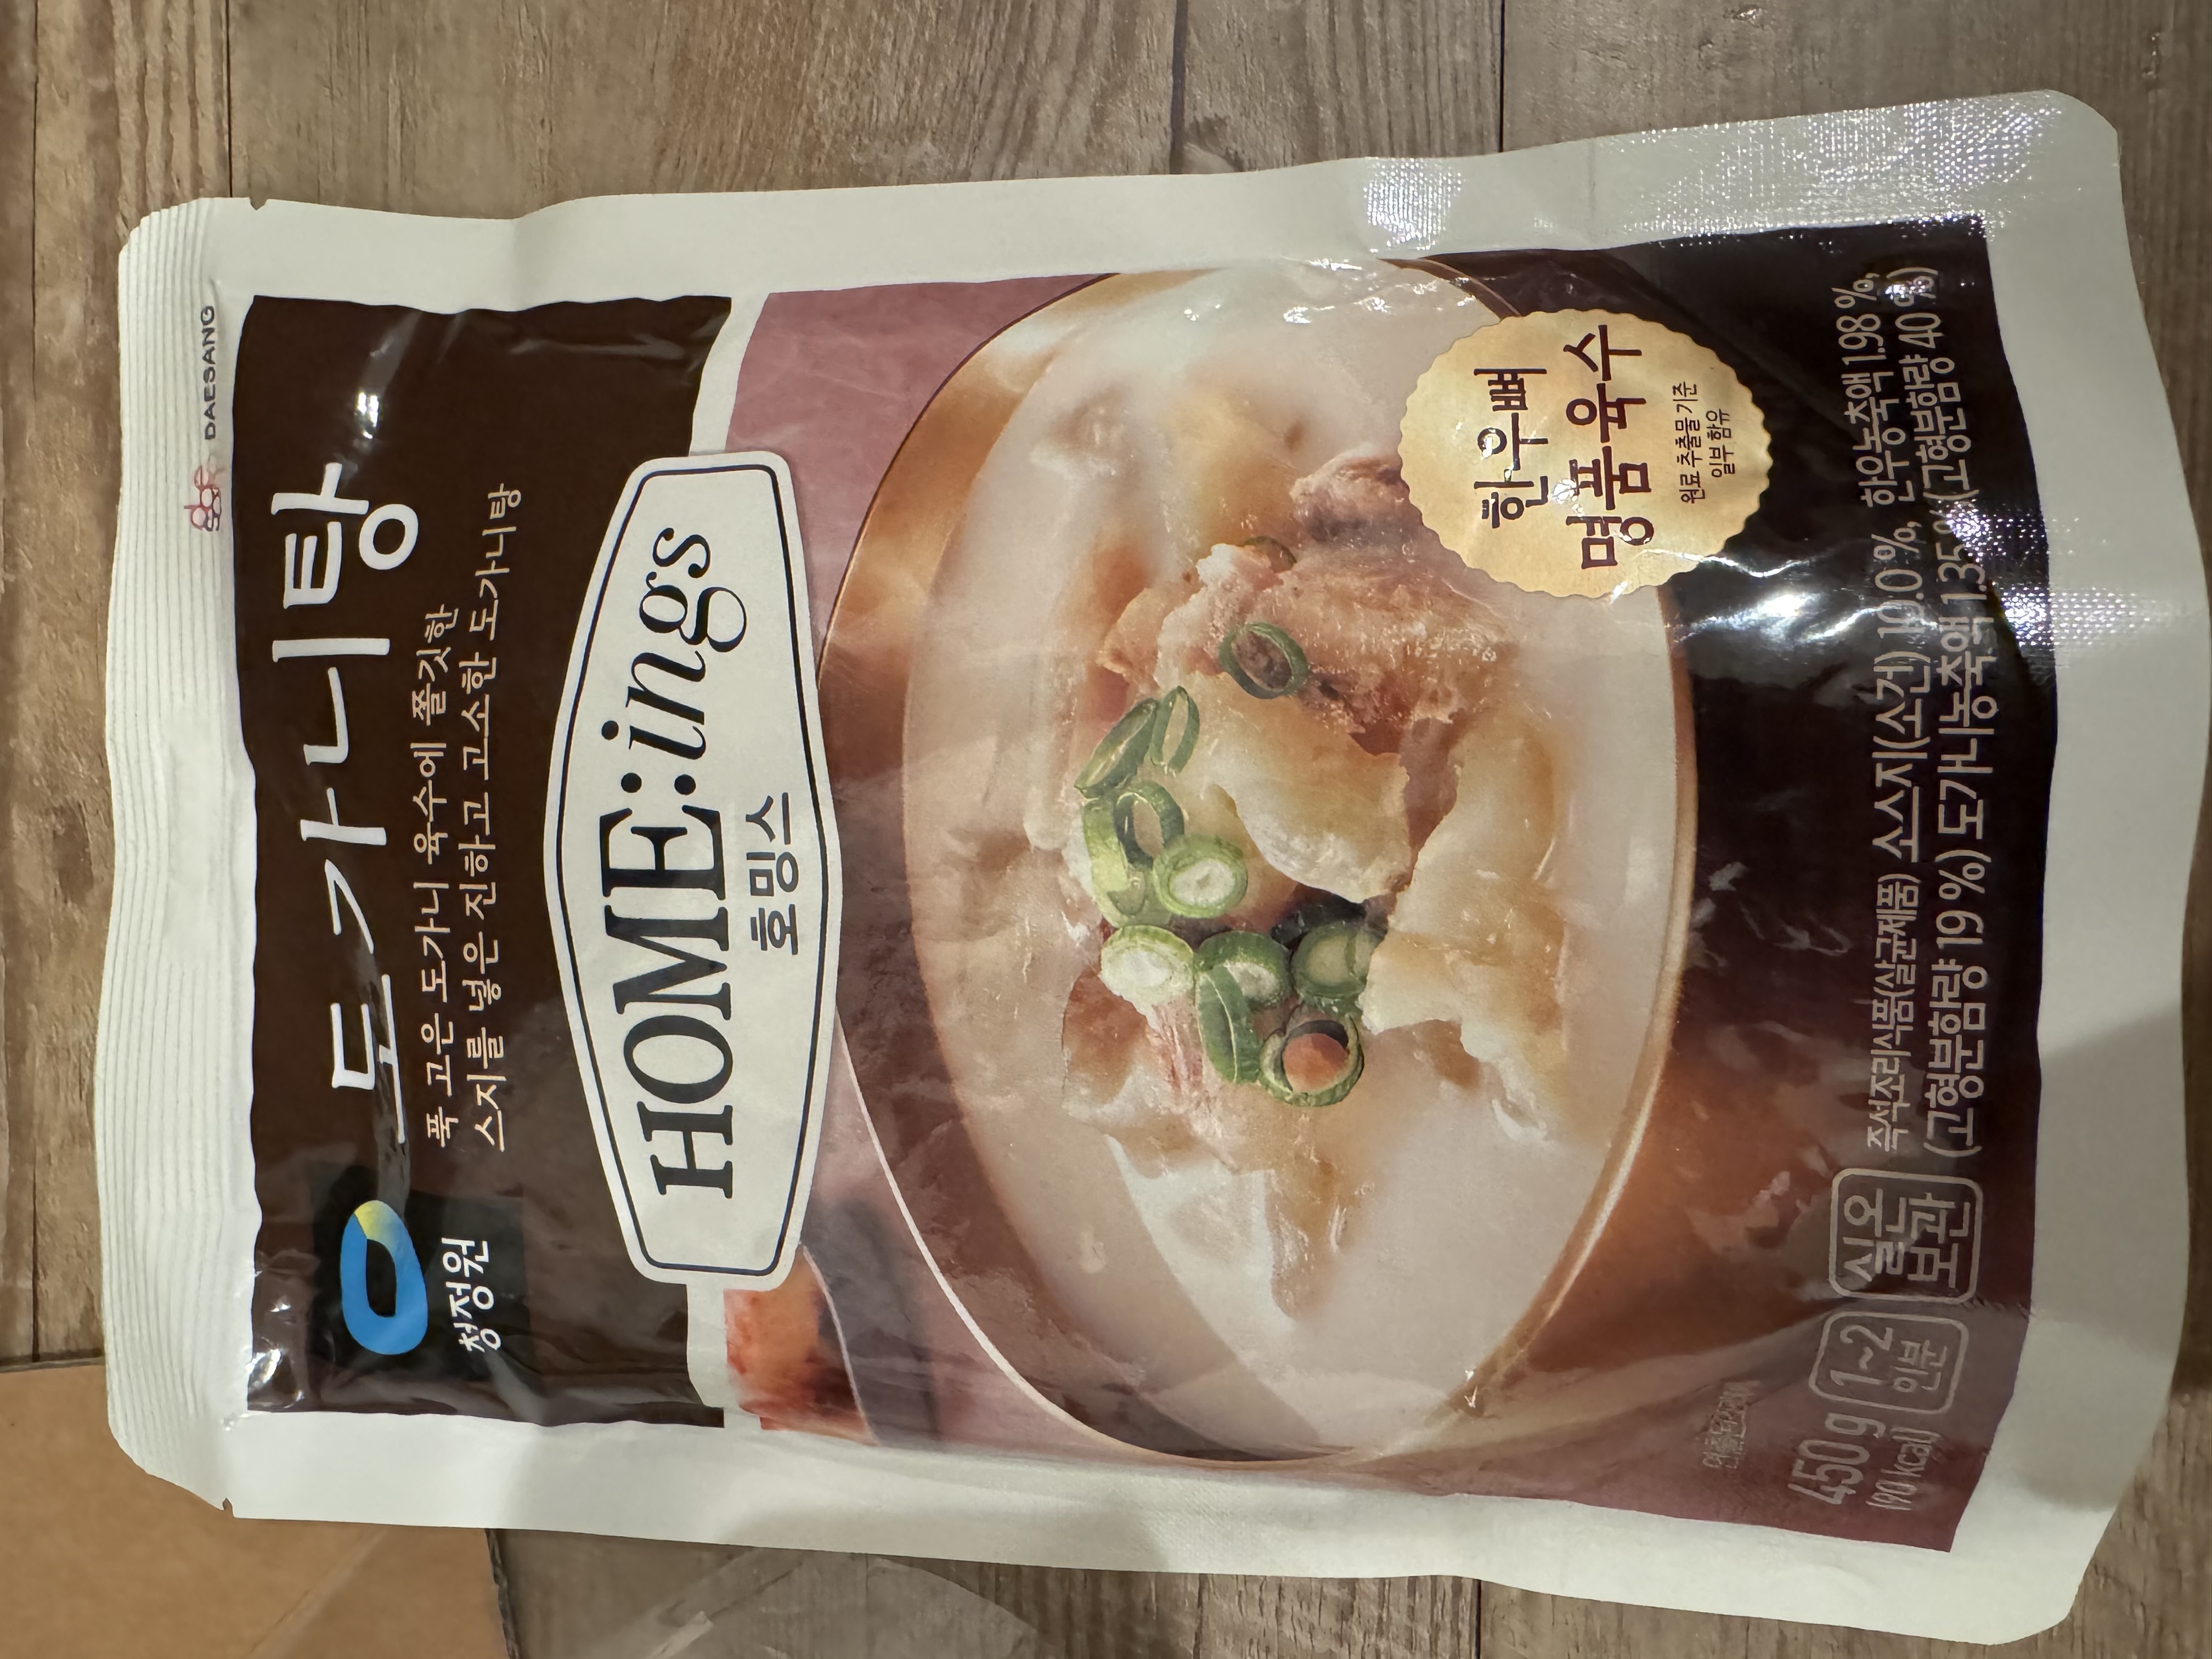 DAESANG
청정원
도가니탕
푹 고은 도가니 육수에 쫄깃한
스지를 넣은 진하고 고소한 도가니탕
HOME:ings
호밍스
한우뼈
명품육수
원료 추출물 기준
일부 함유
450 g
(190 kcal)
1~2
인분
실온
보관
즉석조리식품(살균제품) 소스지(소건) 10.0 %, 한우농축액 1.98 %,
(고형분함량 19 %) 도가니농축액 1.35 % (고형분함량 40 %)